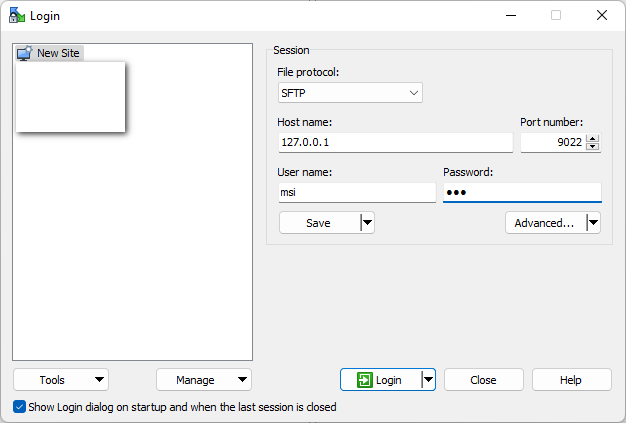 Login
New Site
Session
File protocol:
SFTP
Host name:
Port number:
127.0.0.1
9022
User name:
Password:
msi
●●●
Save
Advanced...
Tools
Manage
Login
Close
Help
Show Login dialog on startup and when the last session is closed